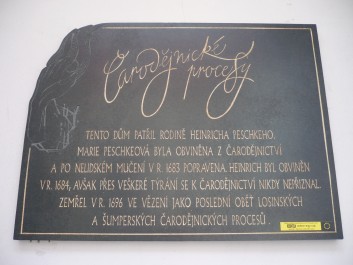 Čarodějnické
procesy
TENTO DŮM PATŘIL RODINĚ HEINRICHA PESCHKEHO.
MARIE PESCHKEOVÁ BYLA OBVINĚNA Z ČARODĚJNICTVÍ
A PO NELIDSKÉM MUČENÍ V R. 1683 POPRAVENA. HEINRICH BYL OBVINĚN
V R. 1684, AVŠAK PŘES VEŠKERÉ TÝRÁNÍ SE K ČARODĚJNICTVÍ NIKDY NEPŘIZNAL.
ZEMŘEL V R. 1696 VE VĚZENÍ JAKO POSLEDNÍ OBĚŤ LOSINSKÝCH
A ŠUMPERSKÝCH ČARODĚJNICKÝCH PROCESŮ.